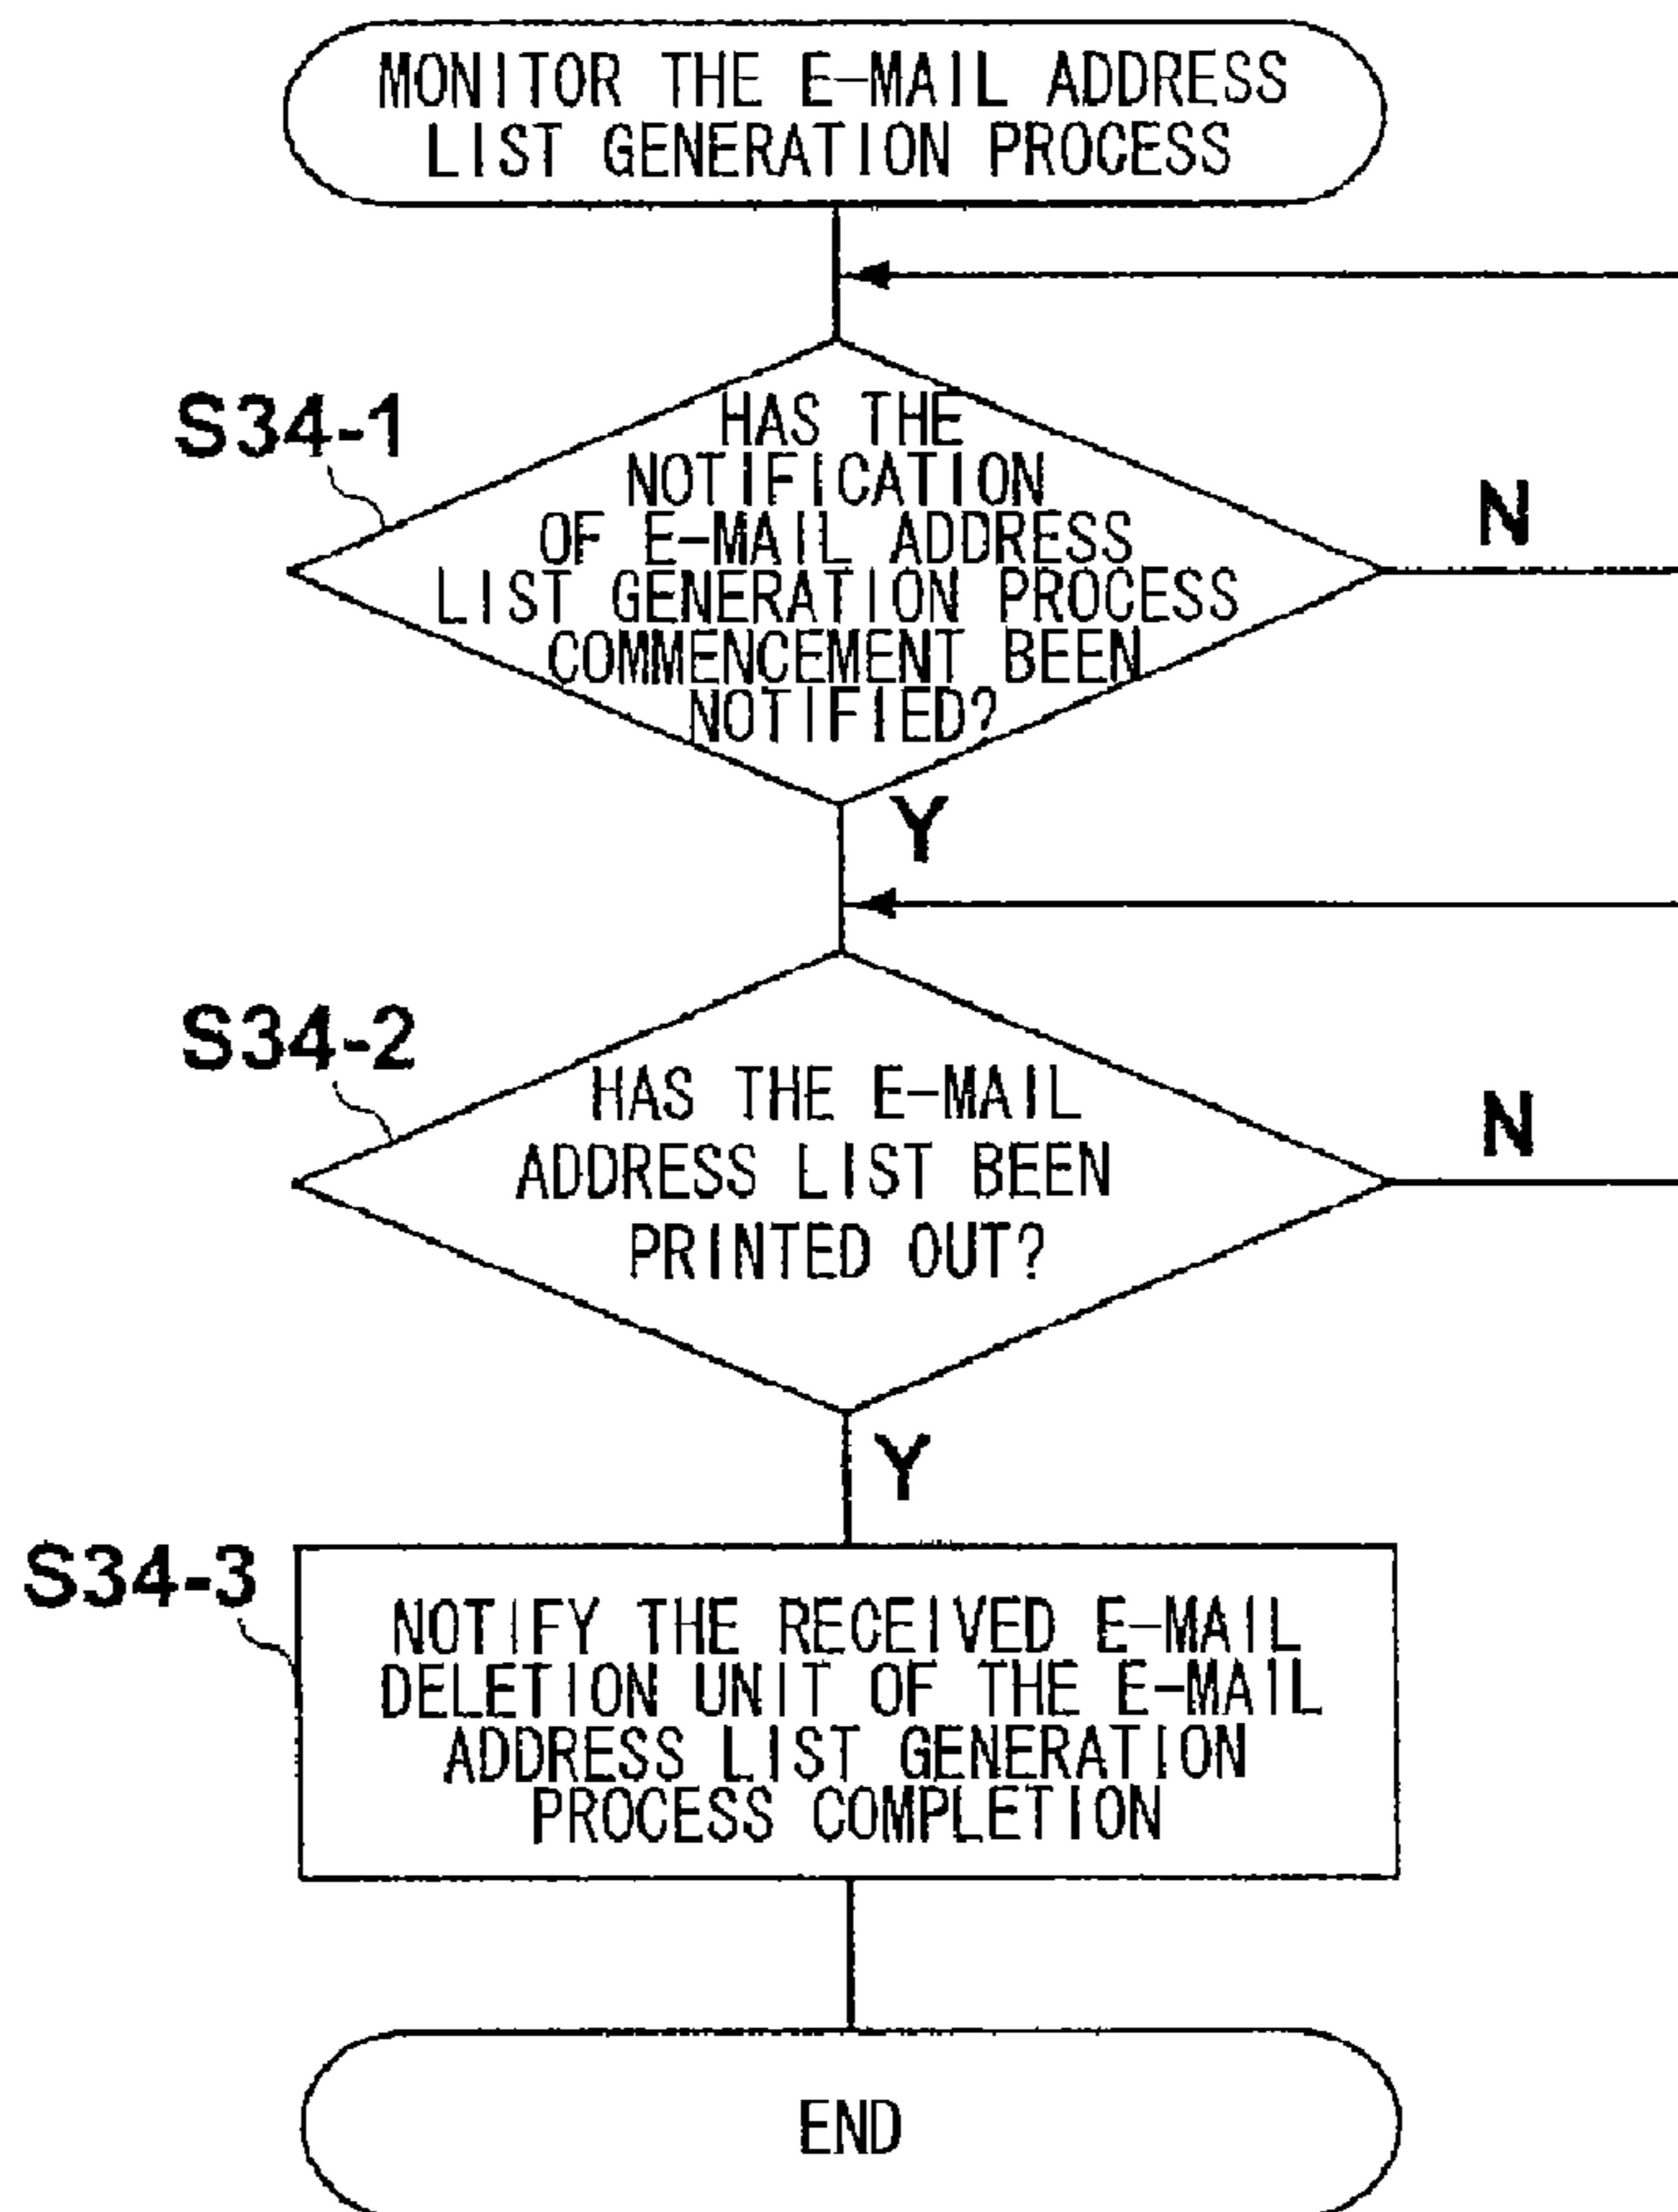 MONITOR THE E-MAIL ADDRESS
LIST GENERATION PROCESS
S34-1
HAS THE
NOTIFICATION
OF E-MAIL ADDRESS
LIST GENERATION PROCESS
COMMENCEMENT BEEN
NOTIFIED?
N
Y
S34-2
HAS THE E-MAIL
ADDRESS LIST BEEN
PRINTED OUT?
N
Y
S34-3
NOTIFY THE RECEIVED E-MAIL
DELETION UNIT OF THE E-MAIL
ADDRESS LIST GENERATION
PROCESS COMPLETION
END